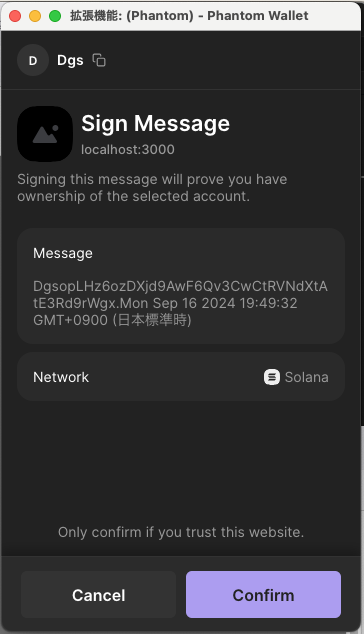 拡張機能: (Phantom) - Phantom Wallet
D
Dgs
Sign Message
localhost:3000
Signing this message will prove you have
ownership of the selected account.
Message
DgsopLHz6ozDXjd9AwF6Qv3CwCtRVNdXtA
tE3Rd9rWgx.Mon Sep 16 2024 19:49:32
GMT+0900 (日本標準時)
Network
Solana
Only confirm if you trust this website.
Cancel
Confirm